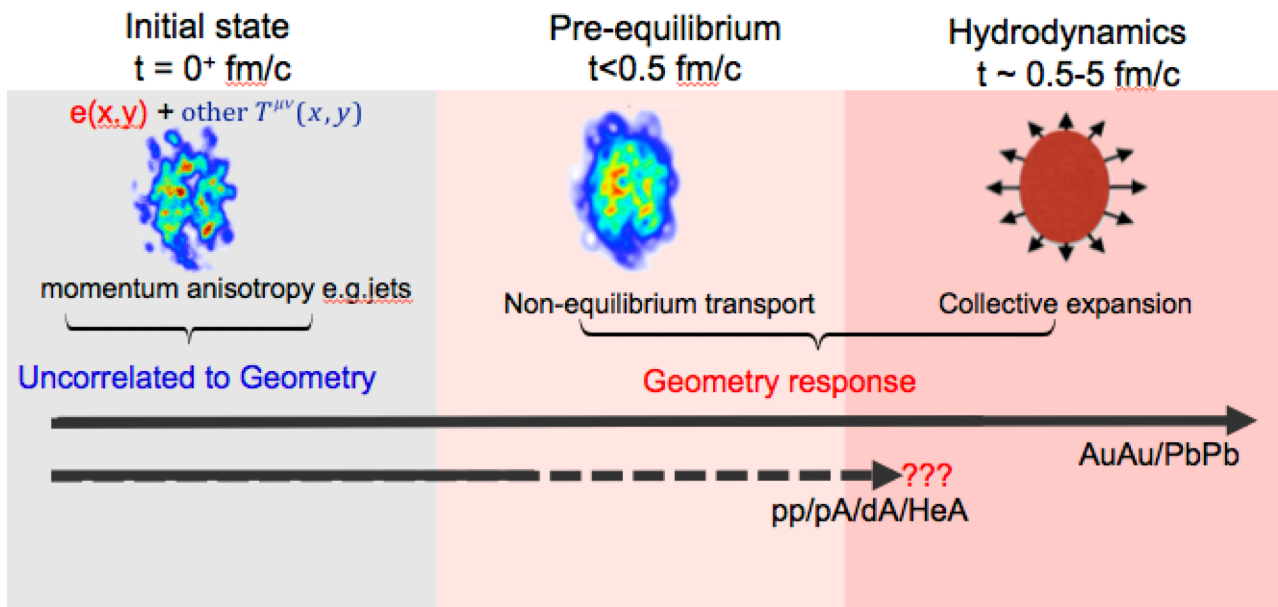 Initial state
t = 0⁺ fm/c
Pre-equilibrium
t<0.5 fm/c
Hydrodynamics
t ~ 0.5-5 fm/c
e(x,y) + other T^{μν}(x, y)
momentum anisotropy e.g.jets
Non-equilibrium transport
Collective expansion
Uncorrelated to Geometry
Geometry response
AuAu/PbPb
???
pp/pA/dA/HeA